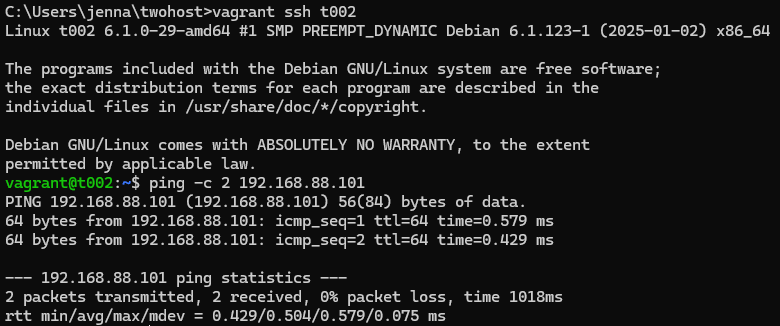 C:\Users\jenna\twohost>vagrant ssh t002
Linux t002 6.1.0-29-amd64 #1 SMP PREEMPT_DYNAMIC Debian 6.1.123-1 (2025-01-02) x86_64
The programs included with the Debian GNU/Linux system are free software;
the exact distribution terms for each program are described in the
individual files in /usr/share/doc/*/copyright.
Debian GNU/Linux comes with ABSOLUTELY NO WARRANTY, to the extent
permitted by applicable law.
vagrant@t002:~$ ping -c 2 192.168.88.101
PING 192.168.88.101 (192.168.88.101) 56(84) bytes of data.
64 bytes from 192.168.88.101: icmp_seq=1 ttl=64 time=0.579 ms
64 bytes from 192.168.88.101: icmp_seq=2 ttl=64 time=0.429 ms
--- 192.168.88.101 ping statistics ---
2 packets transmitted, 2 received, 0% packet loss, time 1018ms
rtt min/avg/max/mdev = 0.429/0.504/0.579/0.075 ms